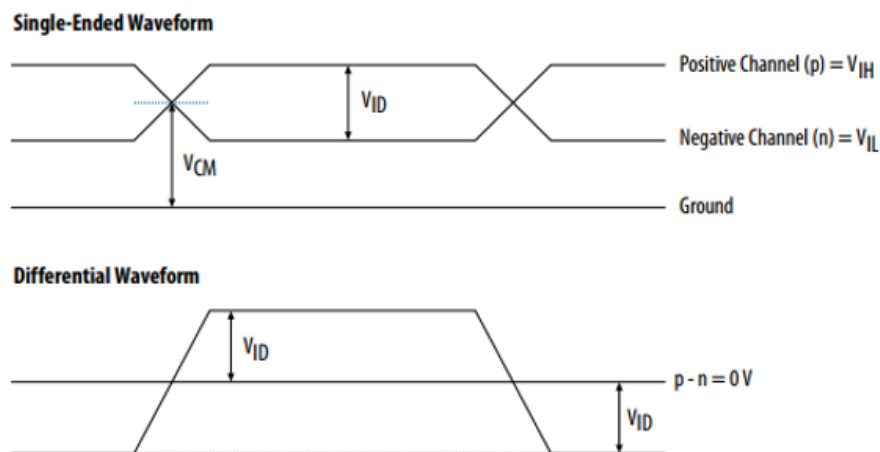 Single-Ended Waveform
Positive Channel (p) = VIH
VID
Negative Channel (n) = VIL
VCM
Ground
Differential Waveform
VID
p - n = 0 V
VID